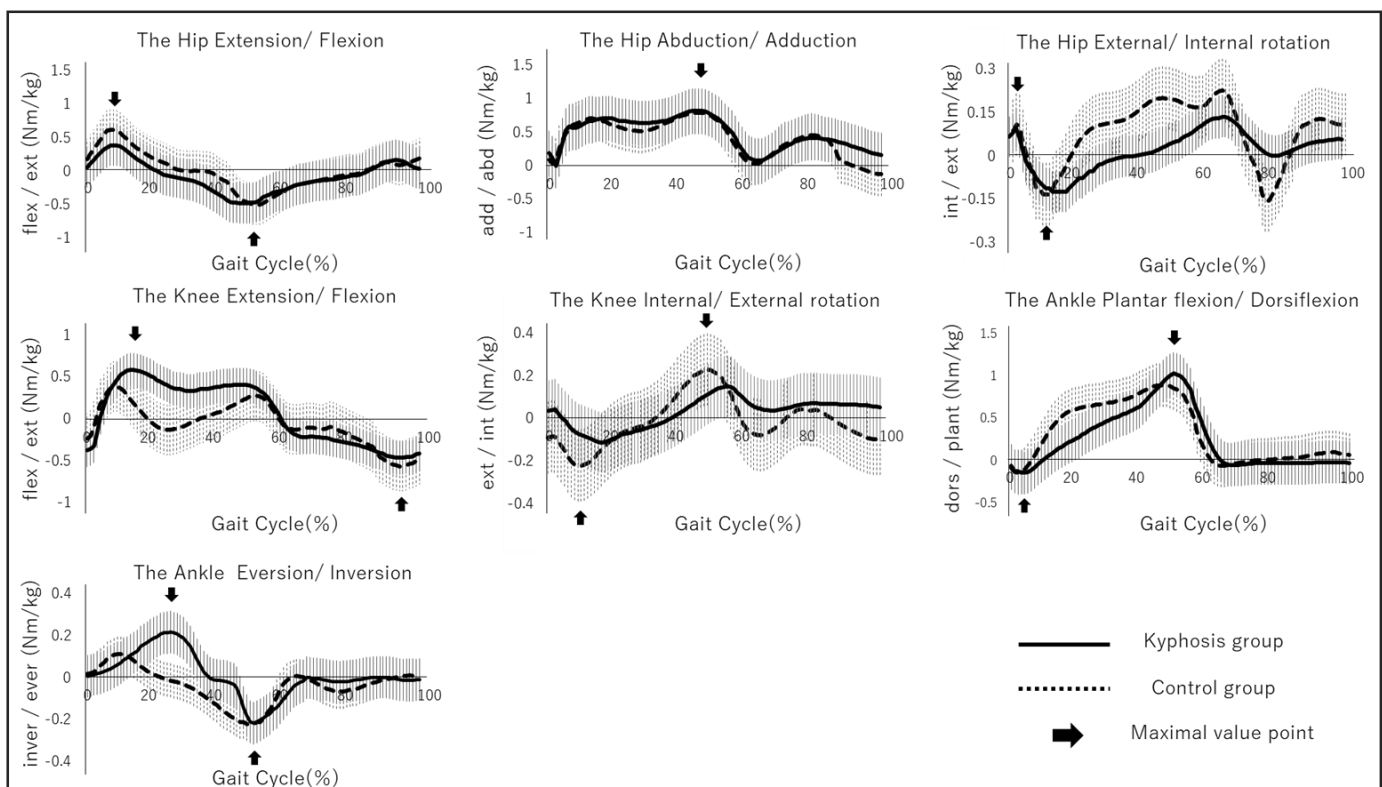 The Hip Extension/ Flexion
flex / ext (Nm/kg)
1.5
1
0.5
0
-0.5
-1
0 20 40 60 80 100
Gait Cycle(%)
The Hip Abduction/ Adduction
add / abd (Nm/kg)
1.5
1
0.5
0
-0.5
-1
0 20 40 60 80 100
Gait Cycle(%)
The Hip External/ Internal rotation
int / ext (Nm/kg)
0.3
0.15
0
-0.15
-0.3
0 20 40 60 80 100
Gait Cycle(%)
The Knee Extension/ Flexion
flex / ext (Nm/kg)
1
0.5
0
-0.5
-1
0 20 40 60 80 100
Gait Cycle(%)
The Knee Internal/ External rotation
ext / int (Nm/kg)
0.4
0.2
0
-0.2
-0.4
0 20 40 60 80 100
Gait Cycle(%)
The Ankle Plantar flexion/ Dorsiflexion
dors / plant (Nm/kg)
1.5
1
0.5
0
-0.5
0 20 40 60 80 100
Gait Cycle(%)
The Ankle Eversion/ Inversion
inver / ever (Nm/kg)
0.4
0.2
0
-0.2
-0.4
0 20 40 60 80 100
Gait Cycle(%)
Kyphosis group
Control group
Maximal value point